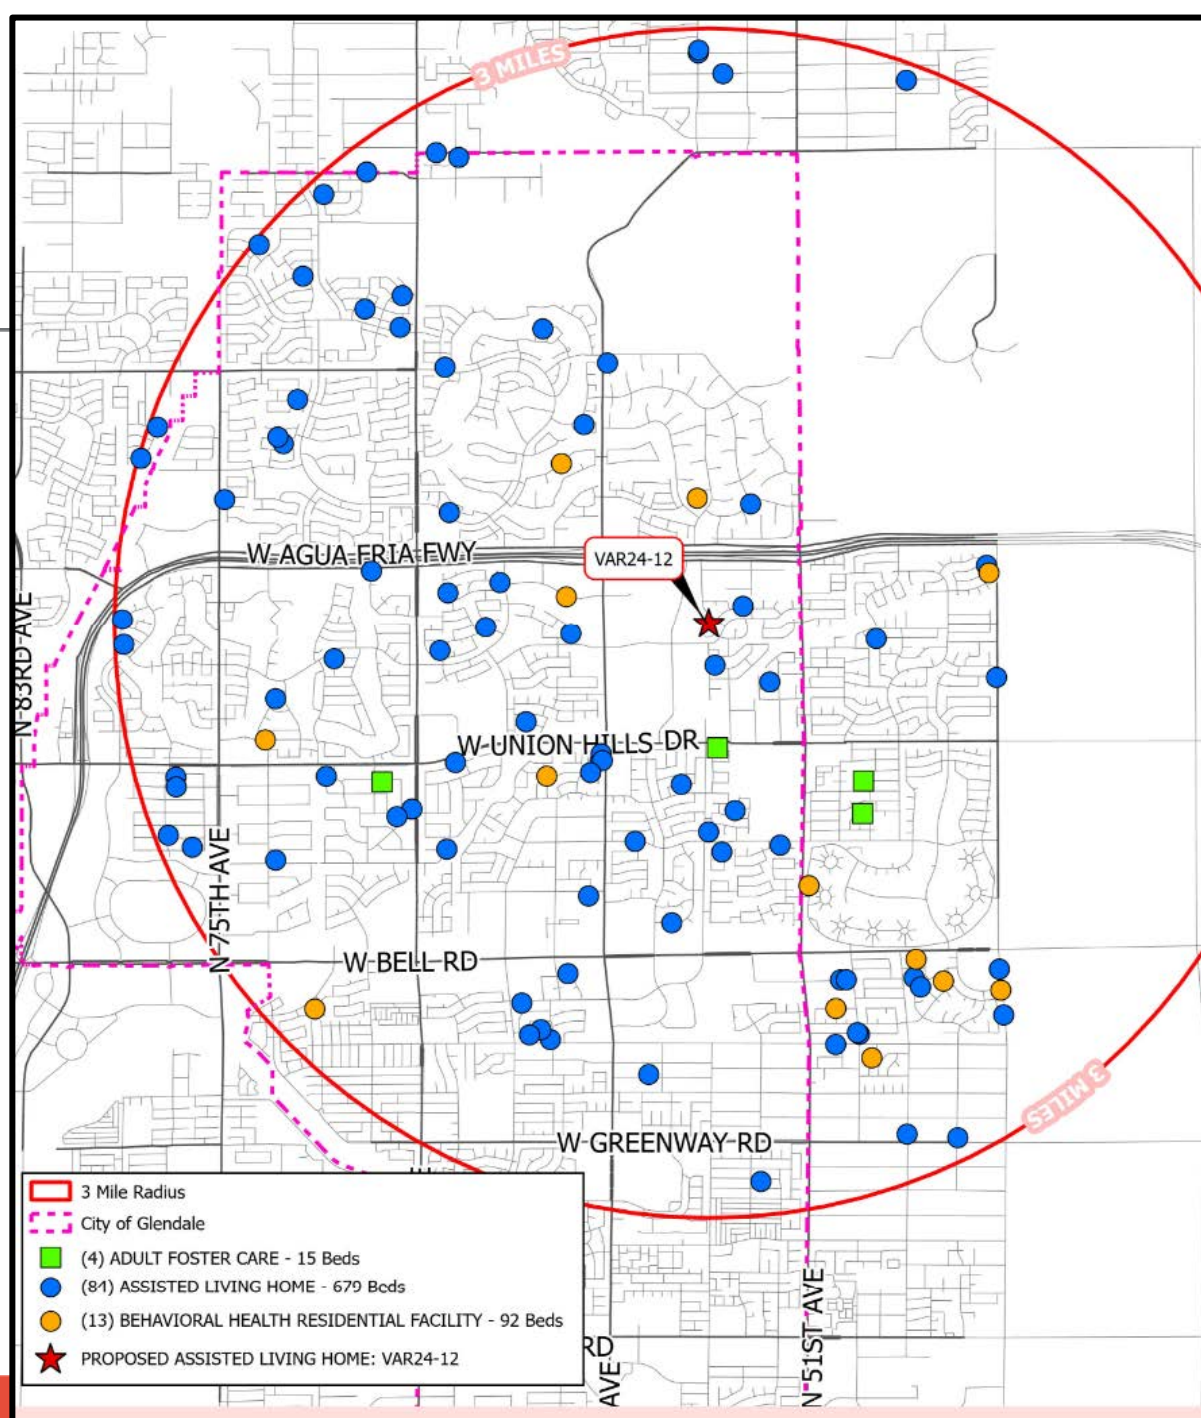 3 MILES
W AGUA FRIA FWY
VAR24-12
N 83RD AVE
W UNION HILLS DR
N 75TH AVE
W BELL RD
3 MILES
W GREENWAY RD
3 Mile Radius
City of Glendale
(4) ADULT FOSTER CARE - 15 Beds
(84) ASSISTED LIVING HOME - 679 Beds
(13) BEHAVIORAL HEALTH RESIDENTIAL FACILITY - 92 Beds
PROPOSED ASSISTED LIVING HOME: VAR24-12
RD
AVE
N 51ST AVE